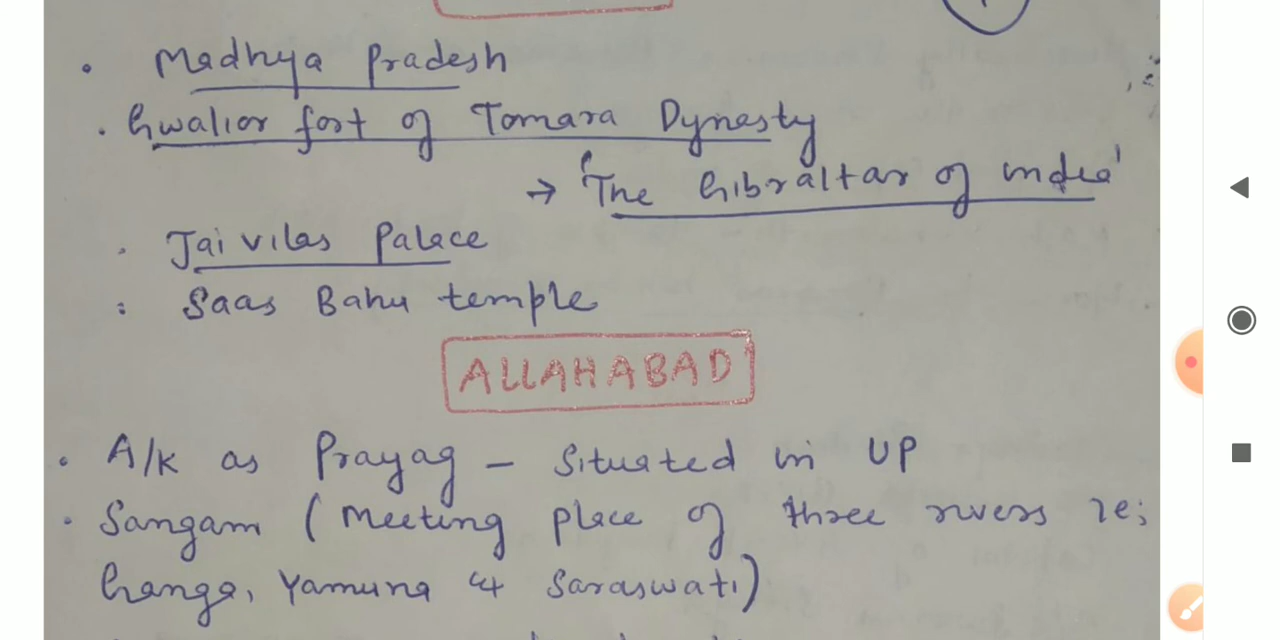 • Madhya Pradesh
• Gwalior fort of Tomara Dynasty
→ 'The Gibraltar of india'
• Jai vilas Palace
• Saas Bahu temple
ALLAHABAD
• A/K as Prayag – Situated in UP
• Sangam (Meeting place of three rivers ie;
Ganga, Yamuna & Saraswati)